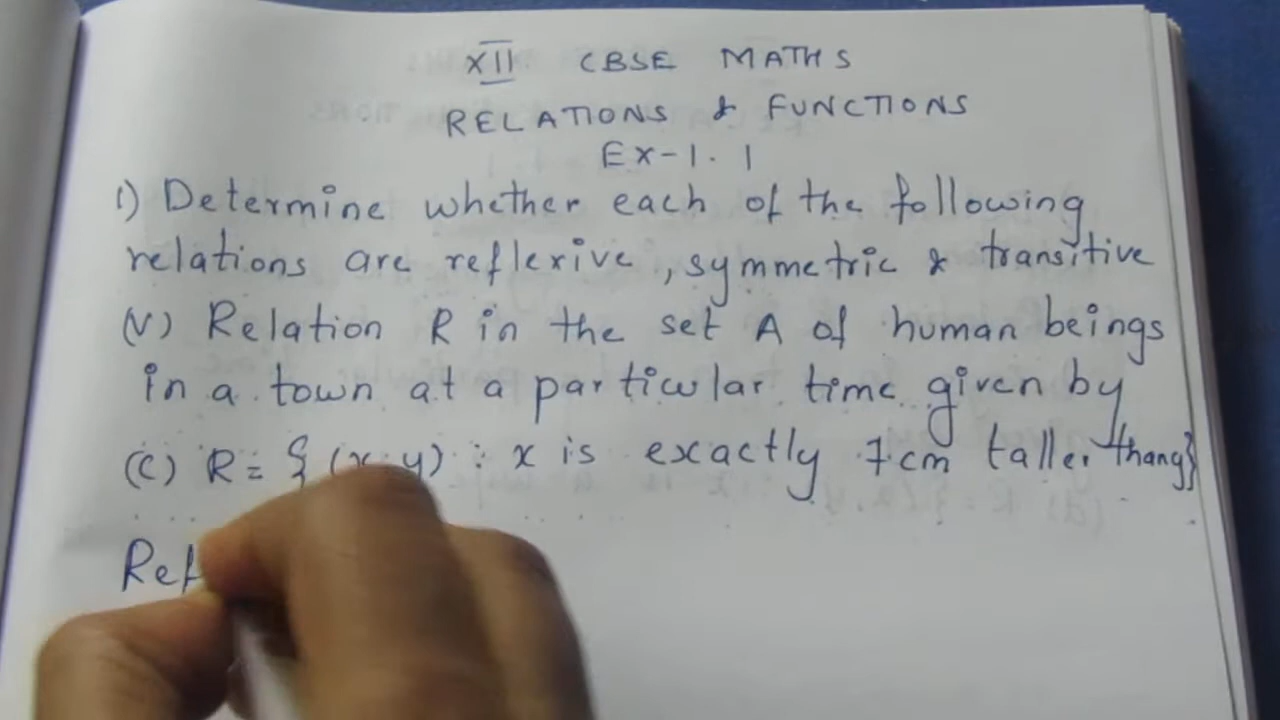 XII CBSE MATHS
RELATIONS & FUNCTIONS
Ex-1.1
1) Determine whether each of the following
relations are reflexive, symmetric & transitive
(V) Relation R in the set A of human beings
in a town at a particular time given by
(C) R = { (x,y) : x is exactly 7cm taller than y}
Ref